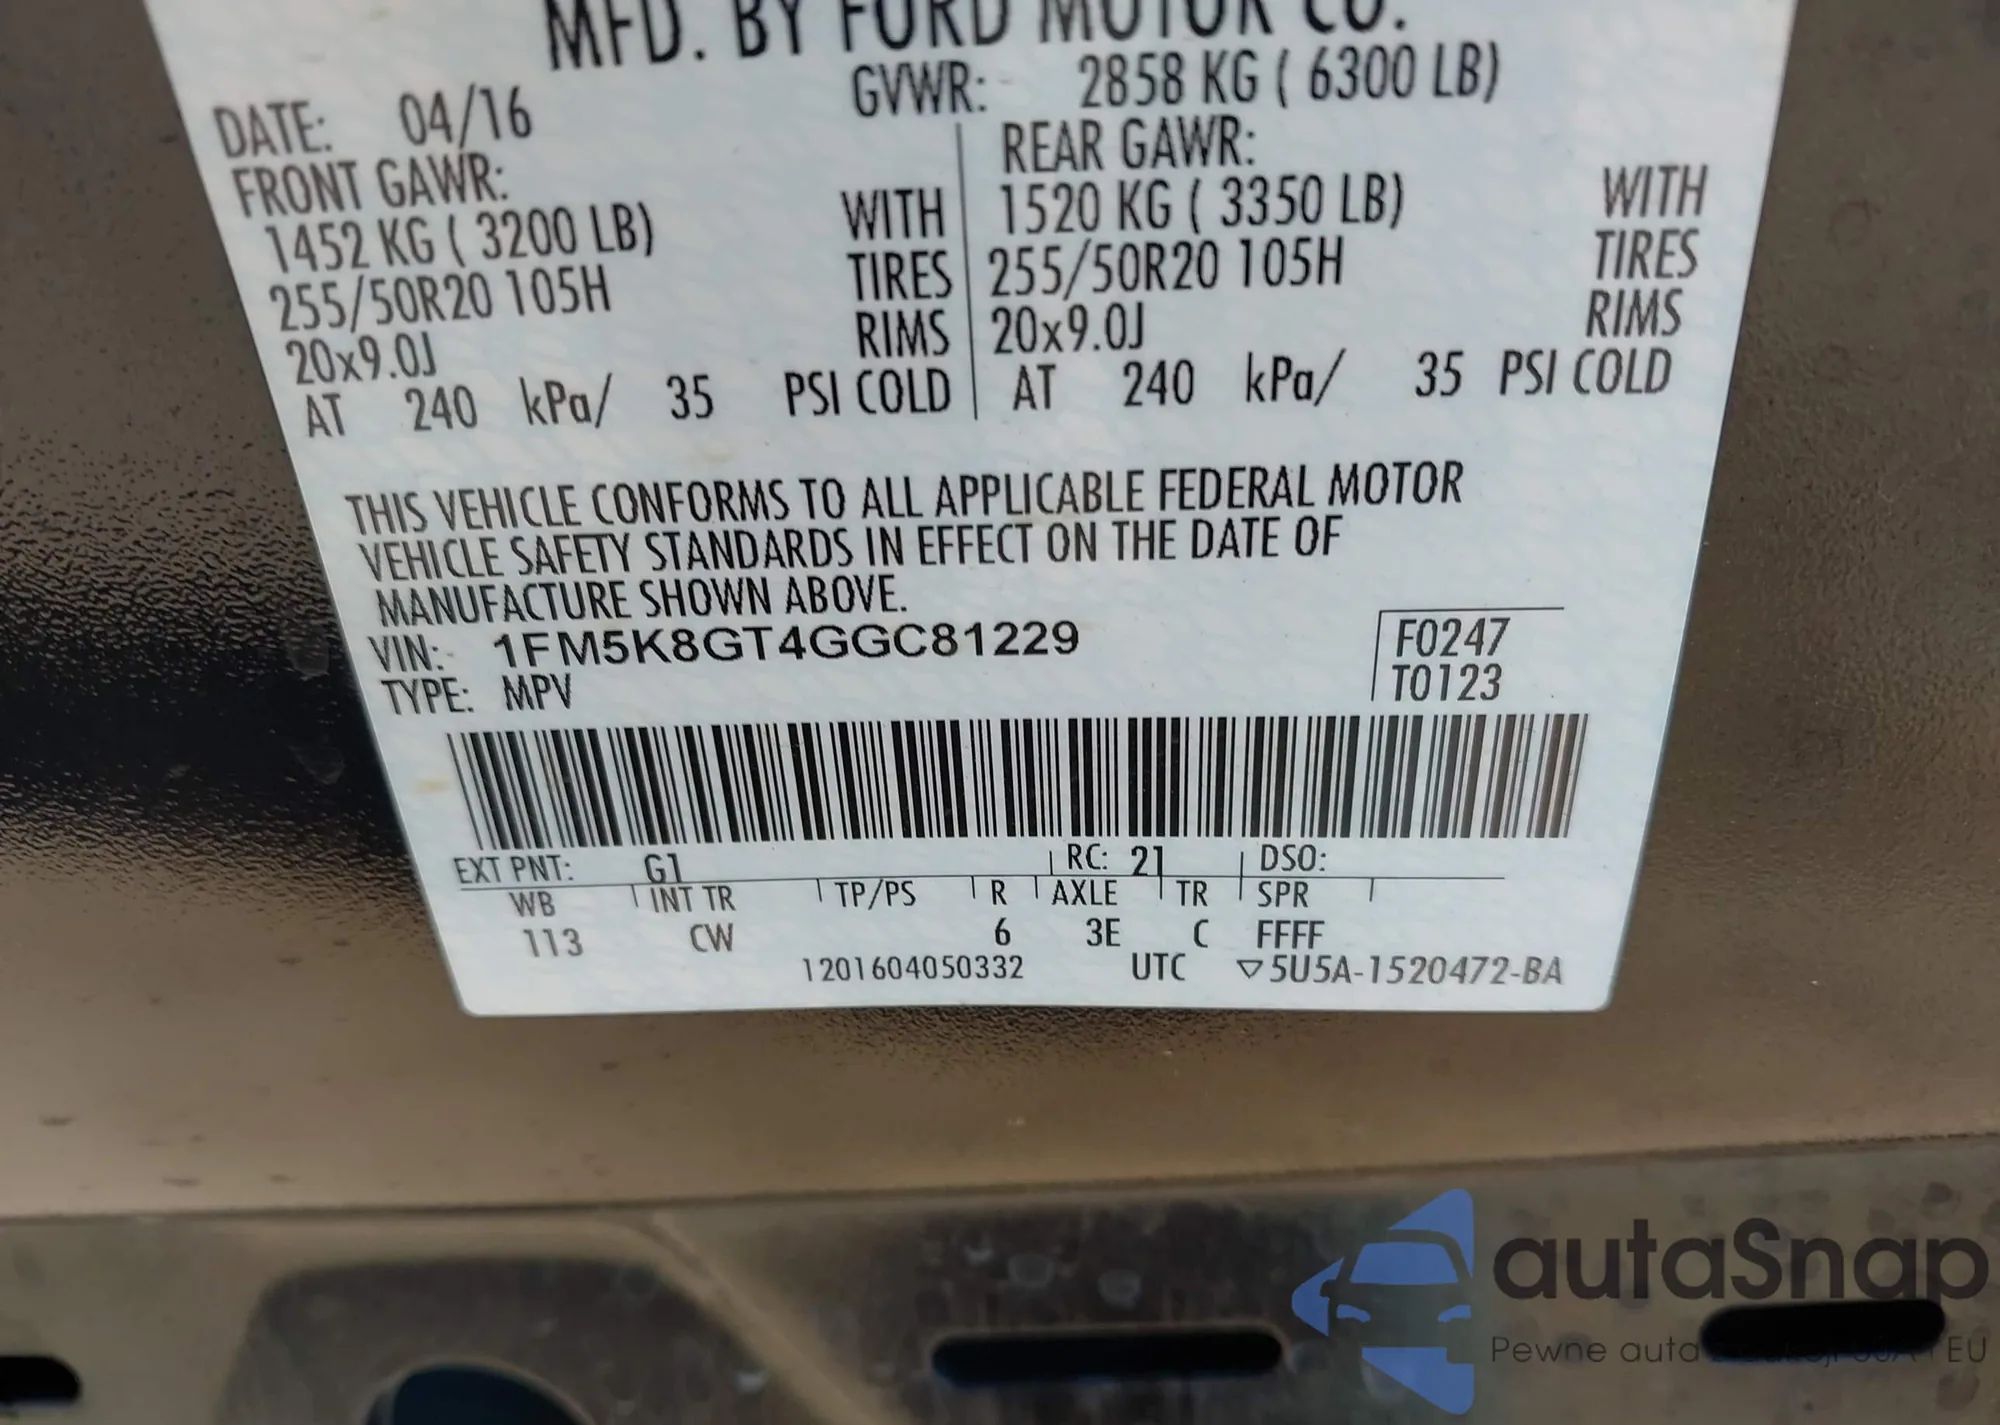 MFD. BY FORD MOTOR CO.
DATE: 04/16 GVWR: 2858 KG ( 6300 LB)
FRONT GAWR: REAR GAWR:
1452 KG ( 3200 LB) WITH 1520 KG ( 3350 LB) WITH
255/50R20 105H TIRES 255/50R20 105H TIRES
20x9.0J RIMS 20x9.0J RIMS
AT 240 kPa/ 35 PSI COLD AT 240 kPa/ 35 PSI COLD
THIS VEHICLE CONFORMS TO ALL APPLICABLE FEDERAL MOTOR
VEHICLE SAFETY STANDARDS IN EFFECT ON THE DATE OF
MANUFACTURE SHOWN ABOVE.
VIN: 1FM5K8GT4GGC81229 F0247
TYPE: MPV T0123
EXT PNT: G1 RC: 21 DSO:
WB INT TR TP/PS R AXLE TR SPR
113 CW 6 3E C FFFF
1201604050332 UTC ▽5U5A-1520472-BA
autaSnap
Pewne auta EU